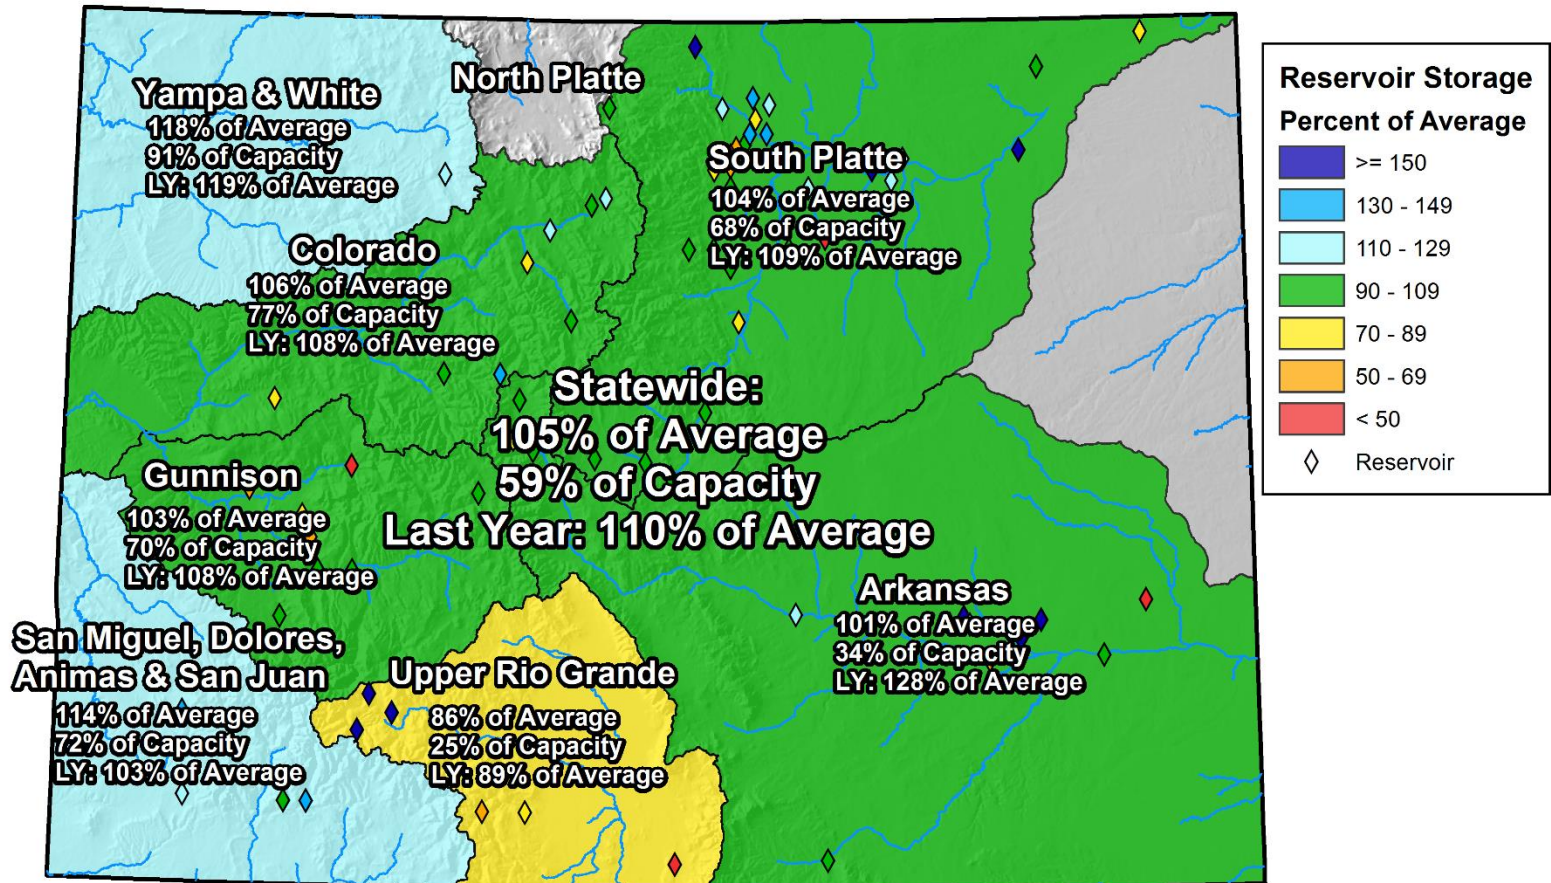 North Platte
Yampa & White
118% of Average
91% of Capacity
LY: 119% of Average
South Platte
104% of Average
68% of Capacity
LY: 109% of Average
Colorado
106% of Average
77% of Capacity
LY: 108% of Average
Statewide:
105% of Average
59% of Capacity
Last Year: 110% of Average
Gunnison
103% of Average
70% of Capacity
LY: 108% of Average
Arkansas
101% of Average
34% of Capacity
LY: 128% of Average
San Miguel, Dolores,
Animas & San Juan
114% of Average
72% of Capacity
LY: 103% of Average
Upper Rio Grande
86% of Average
25% of Capacity
LY: 89% of Average
Reservoir Storage
Percent of Average
>= 150
130 - 149
110 - 129
90 - 109
70 - 89
50 - 69
< 50
Reservoir